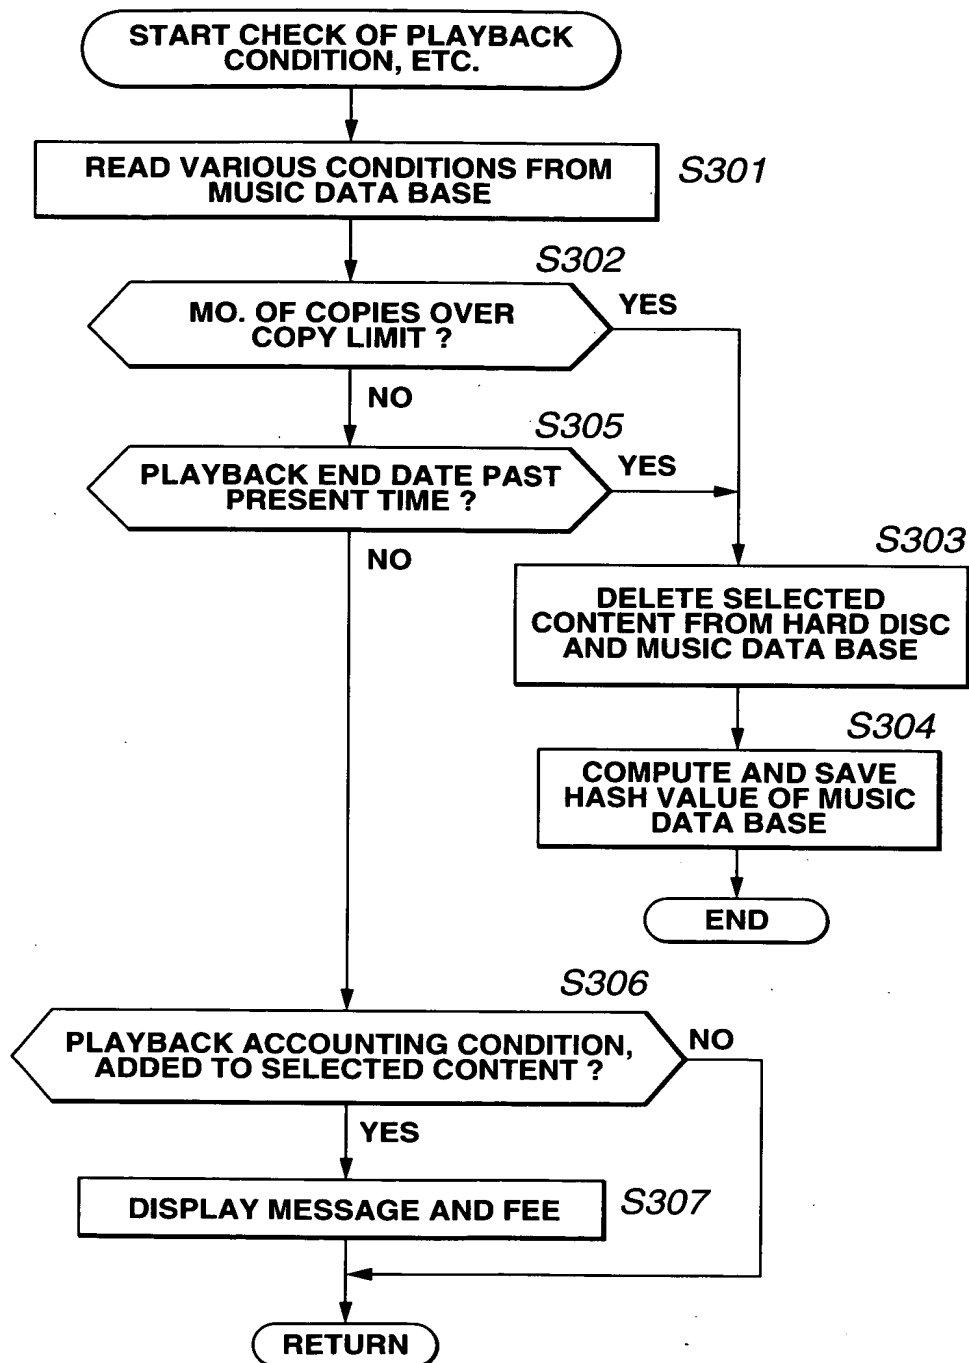 START CHECK OF PLAYBACK
CONDITION, ETC.
READ VARIOUS CONDITIONS FROM
MUSIC DATA BASE
S301
S302
MO. OF COPIES OVER
COPY LIMIT ?
YES
NO
S305
PLAYBACK END DATE PAST
PRESENT TIME ?
YES
NO
S303
DELETE SELECTED
CONTENT FROM HARD DISC
AND MUSIC DATA BASE
S304
COMPUTE AND SAVE
HASH VALUE OF MUSIC
DATA BASE
END
S306
PLAYBACK ACCOUNTING CONDITION,
ADDED TO SELECTED CONTENT ?
NO
YES
DISPLAY MESSAGE AND FEE
S307
RETURN